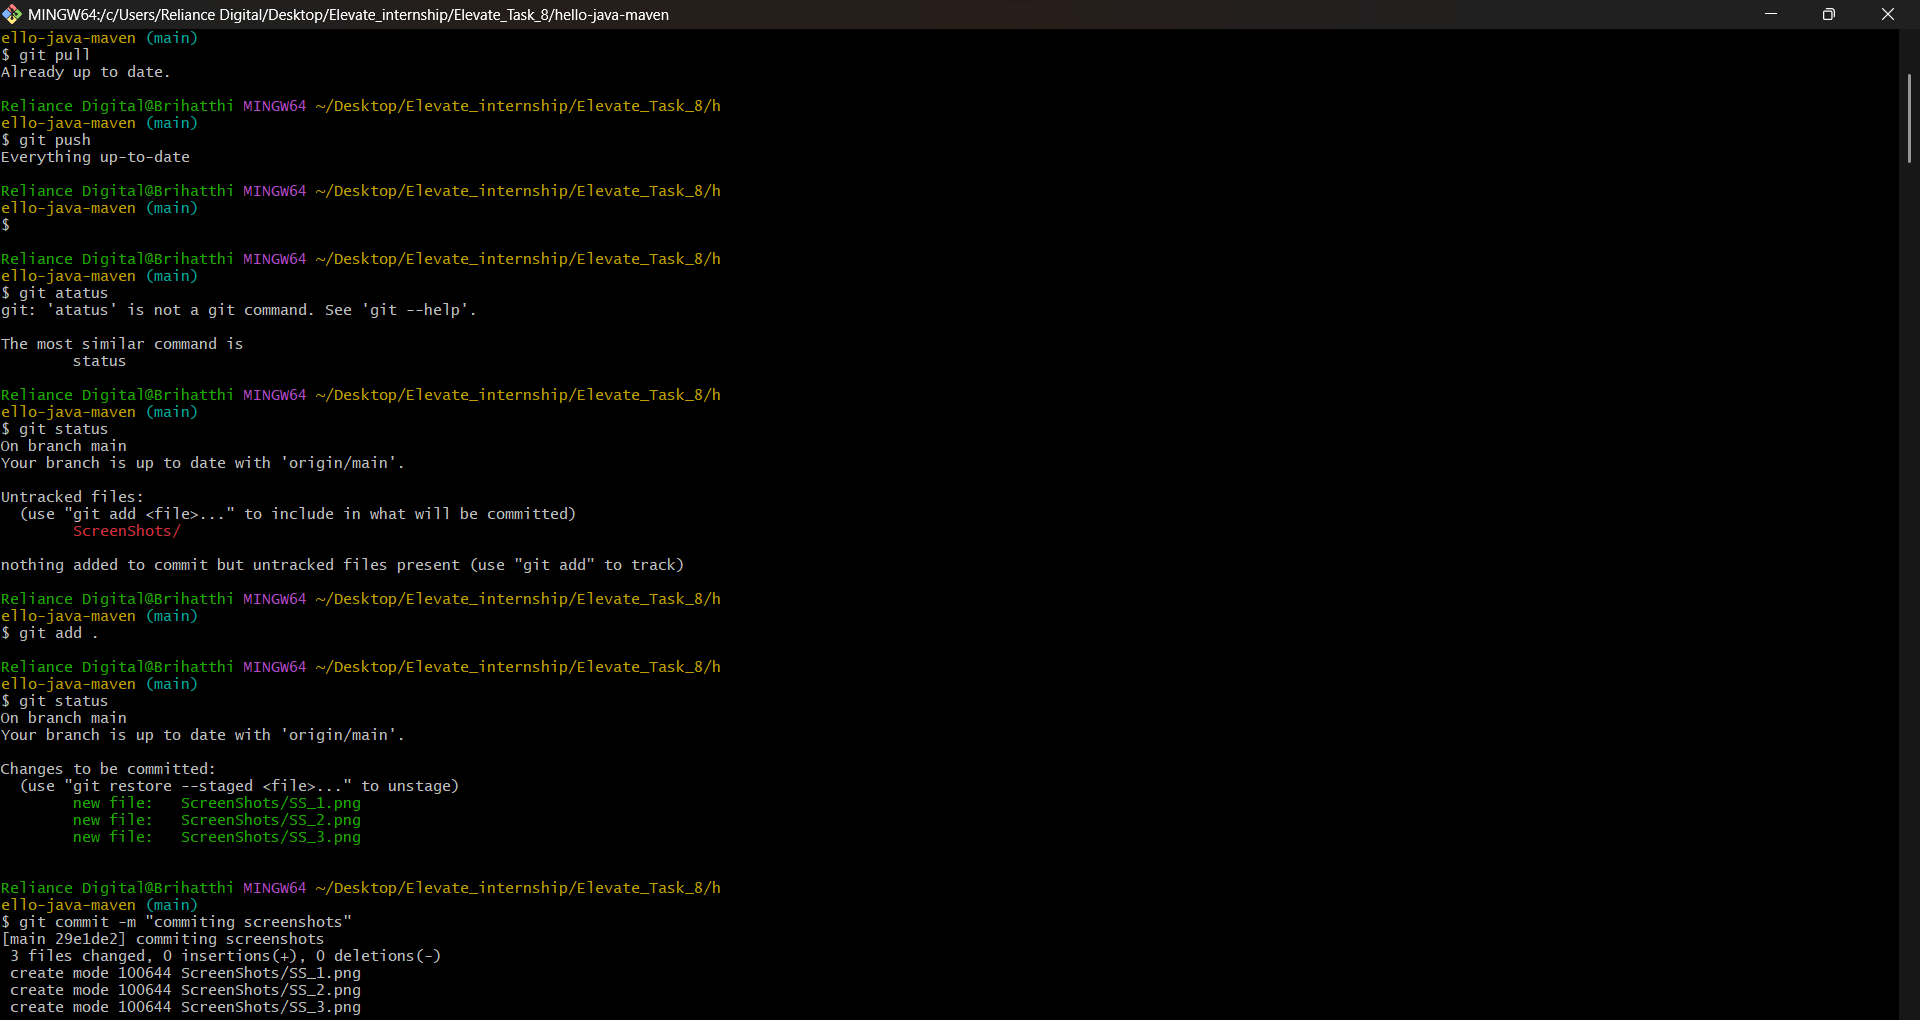 MINGW64:/c/Users/Reliance Digital/Desktop/Elevate_internship/Elevate_Task_8/hello-java-maven
ello-java-maven (main)
$ git pull
Already up to date.
Reliance Digital@Brihatthi MINGW64 ~/Desktop/Elevate_internship/Elevate_Task_8/h
ello-java-maven (main)
$ git push
Everything up-to-date
Reliance Digital@Brihatthi MINGW64 ~/Desktop/Elevate_internship/Elevate_Task_8/h
ello-java-maven (main)
$
Reliance Digital@Brihatthi MINGW64 ~/Desktop/Elevate_internship/Elevate_Task_8/h
ello-java-maven (main)
$ git atatus
git: 'atatus' is not a git command. See 'git --help'.
The most similar command is
status
Reliance Digital@Brihatthi MINGW64 ~/Desktop/Elevate_internship/Elevate_Task_8/h
ello-java-maven (main)
$ git status
On branch main
Your branch is up to date with 'origin/main'.
Untracked files:
(use "git add <file>..." to include in what will be committed)
ScreenShots/
nothing added to commit but untracked files present (use "git add" to track)
Reliance Digital@Brihatthi MINGW64 ~/Desktop/Elevate_internship/Elevate_Task_8/h
ello-java-maven (main)
$ git add .
Reliance Digital@Brihatthi MINGW64 ~/Desktop/Elevate_internship/Elevate_Task_8/h
ello-java-maven (main)
$ git status
On branch main
Your branch is up to date with 'origin/main'.
Changes to be committed:
(use "git restore --staged <file>..." to unstage)
new file:   ScreenShots/SS_1.png
new file:   ScreenShots/SS_2.png
new file:   ScreenShots/SS_3.png
Reliance Digital@Brihatthi MINGW64 ~/Desktop/Elevate_internship/Elevate_Task_8/h
ello-java-maven (main)
$ git commit -m "commiting screenshots"
[main 29e1de2] commiting screenshots
3 files changed, 0 insertions(+), 0 deletions(-)
create mode 100644 ScreenShots/SS_1.png
create mode 100644 ScreenShots/SS_2.png
create mode 100644 ScreenShots/SS_3.png